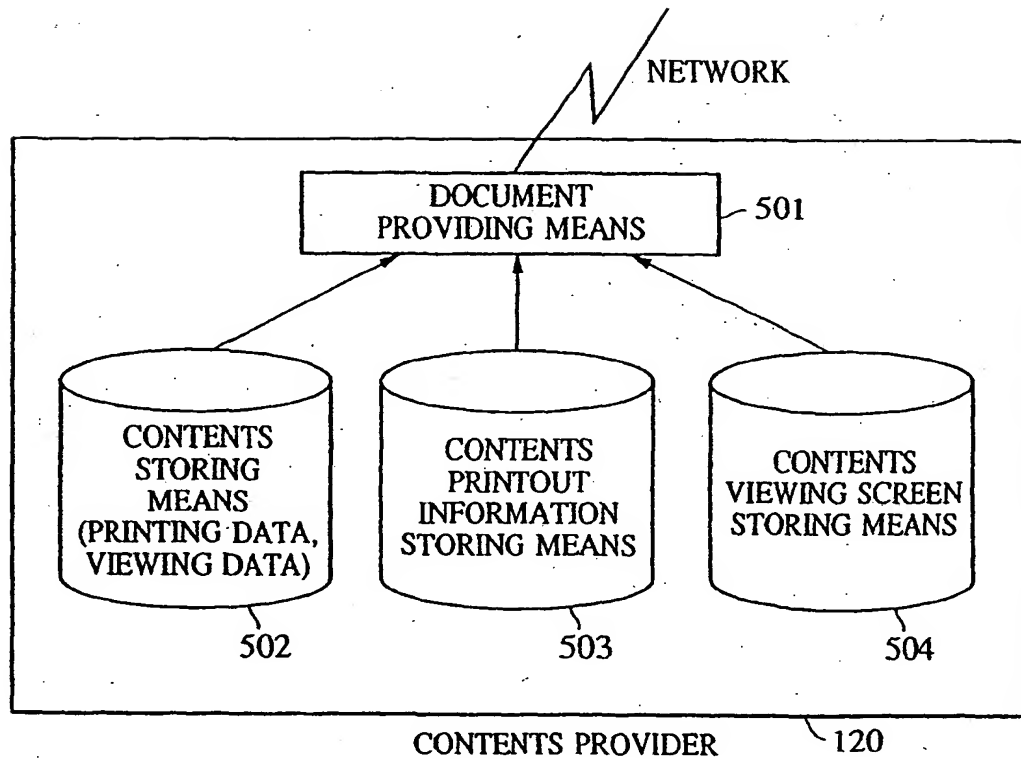 NETWORK
DOCUMENT
PROVIDING MEANS
501
CONTENTS
STORING
MEANS
(PRINTING DATA,
VIEWING DATA)
502
CONTENTS
PRINTOUT
INFORMATION
STORING MEANS
503
CONTENTS
VIEWING SCREEN
STORING MEANS
504
CONTENTS PROVIDER
120